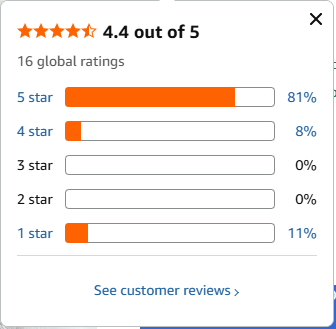 4.4 out of 5
16 global ratings
5 star 81%
4 star 8%
3 star 0%
2 star 0%
1 star 11%
See customer reviews ›